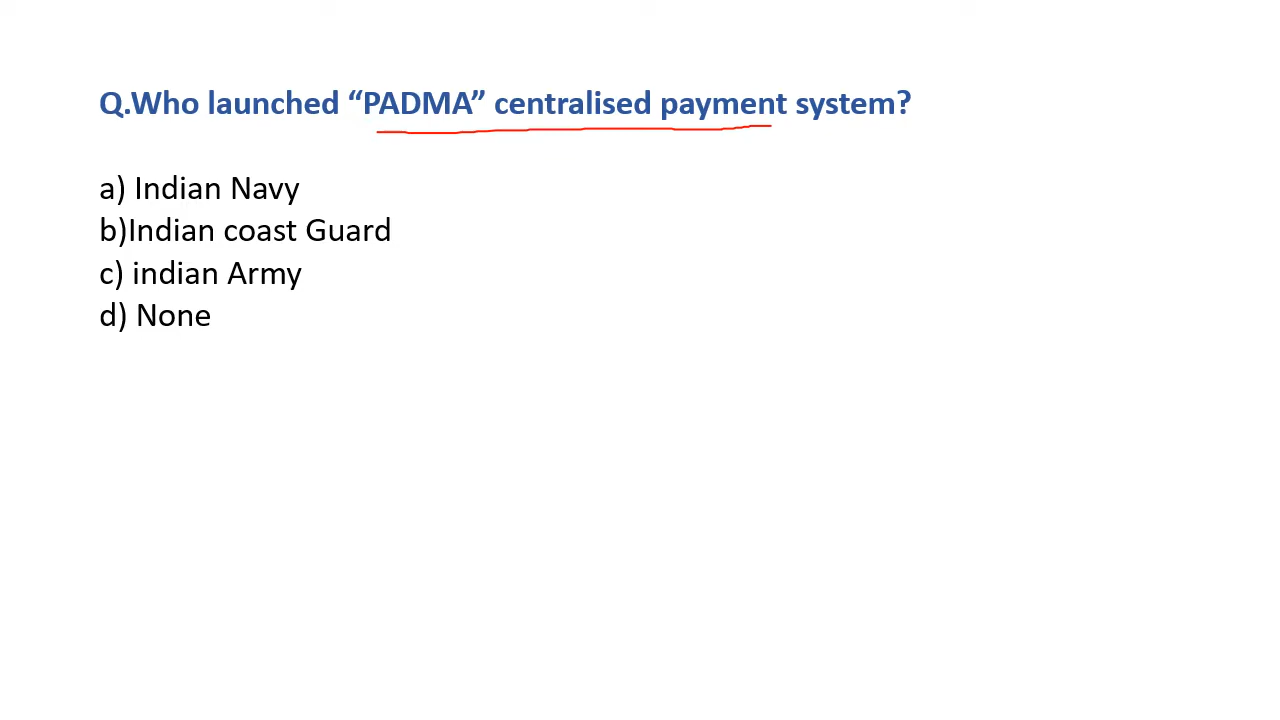 Q.Who launched “PADMA” centralised payment system?
a) Indian Navy
b)Indian coast Guard
c) indian Army
d) None